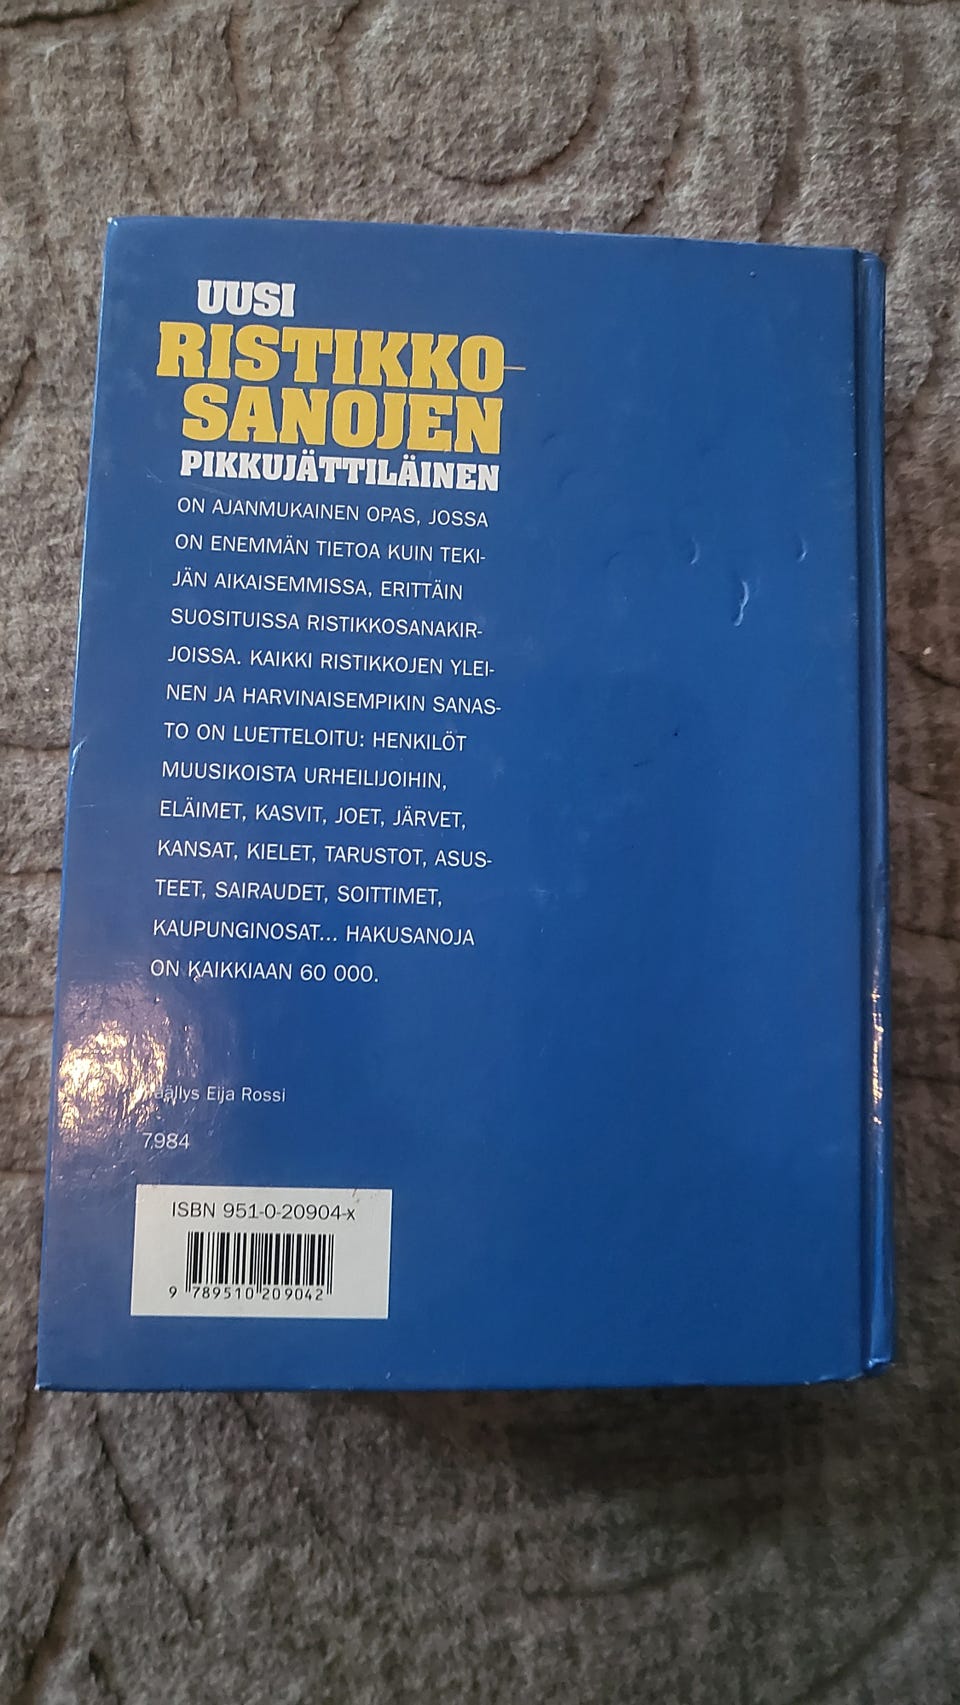 UUSI
RISTIKKO-
SANOJEN
PIKKUJÄTTILÄINEN
ON AJANMUKAINEN OPAS, JOSSA
ON ENEMMÄN TIETOA KUIN TEKI-
JÄN AIKAISEMMISSA, ERITTÄIN
SUOSITUISSA RISTIKKOSANAKIR-
JOISSA. KAIKKI RISTIKKOJEN YLEI-
NEN JA HARVINAISEMPIKIN SANAS-
TO ON LUETTELOITU: HENKILÖT
MUUSIKOISTA URHEILIJOIHIN,
ELÄIMET, KASVIT, JOET, JÄRVET,
KANSAT, KIELET, TARUSTOT, ASUS-
TEET, SAIRAUDET, SOITTIMET,
KAUPUNGINOSAT... HAKUSANOJA
ON KAIKKIAAN 60 000.
Eija Rossi
7984
ISBN 951-0-20904-x
9 789510 209042